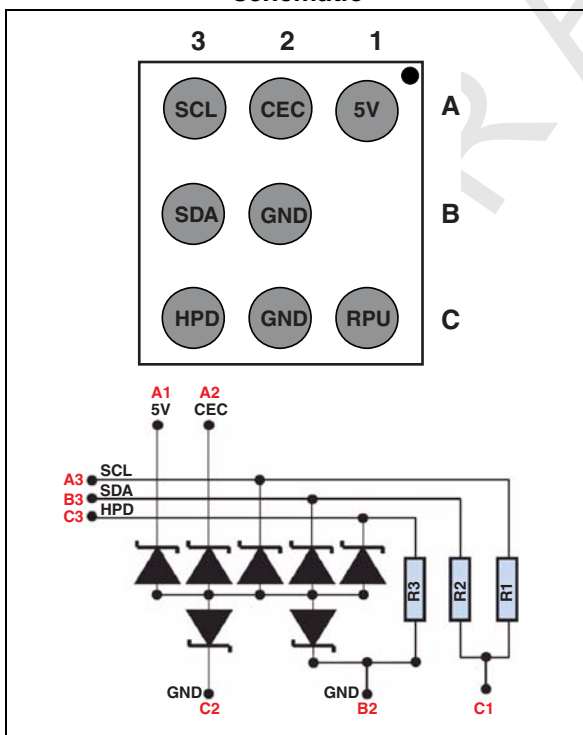 3 2 1
SCL CEC 5V A
SDA GND B
HPD GND RPU C
A1 A2
5V CEC
A3 SCL
B3 SDA
C3 HPD
R3 R2 R1
GND GND
C2 B2 C1